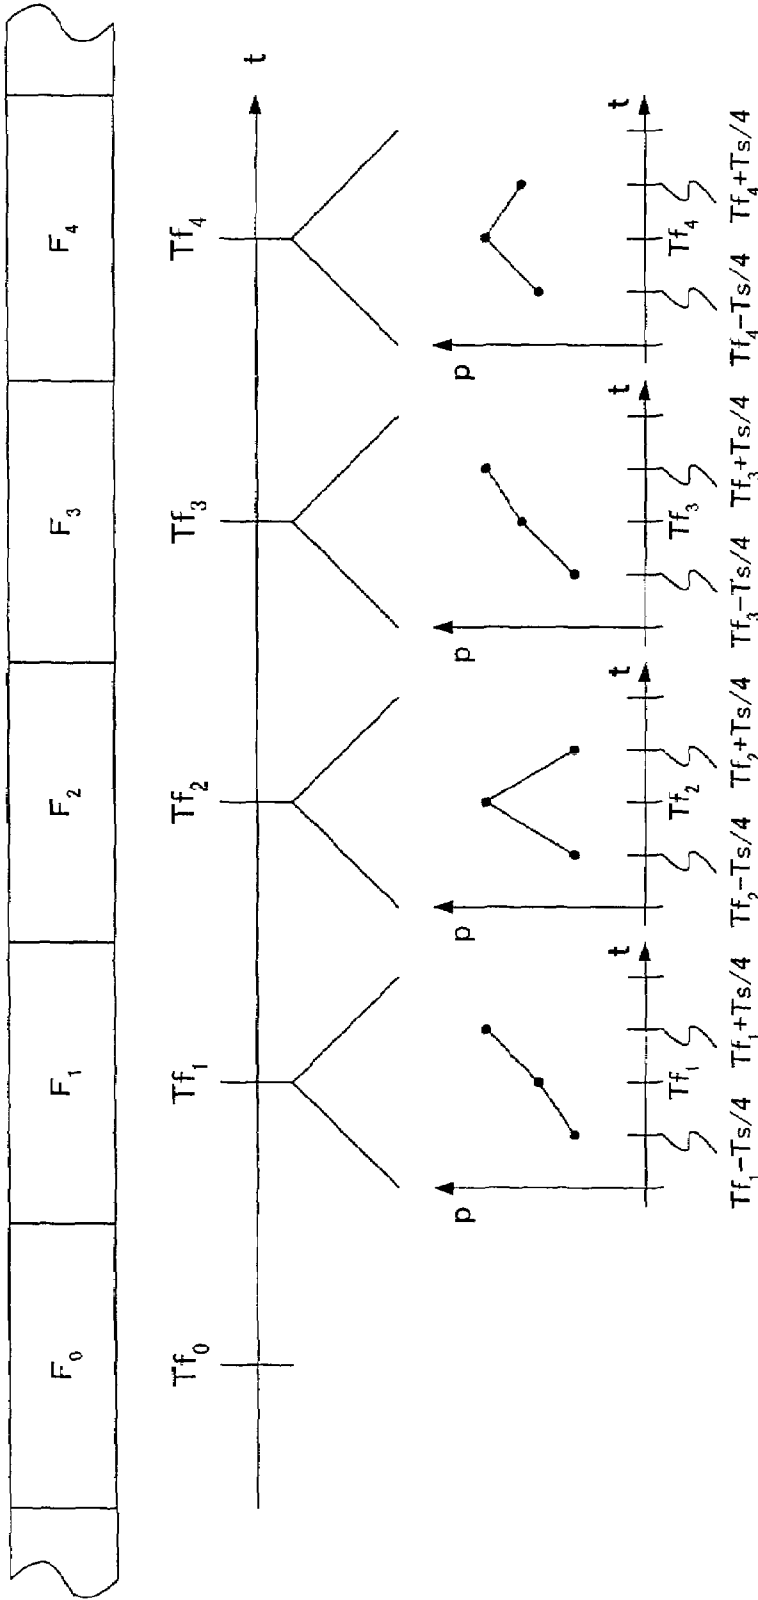 F₀ F₁ F₂ F₃ F₄
Tf₀ Tf₁ Tf₂ Tf₃ Tf₄ t
p p p p
t t t t
Tf₁ Tf₂ Tf₃ Tf₄
Tf₁−Ts/4 Tf₁+Ts/4 Tf₂−Ts/4 Tf₂+Ts/4 Tf₃−Ts/4 Tf₃+Ts/4 Tf₄−Ts/4 Tf₄+Ts/4